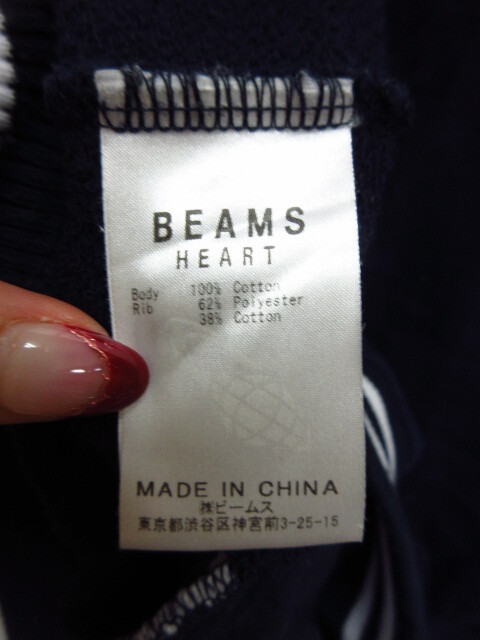 BEAMS
HEART
Body 100% Cotton
Rib 62% Polyester
38% Cotton
MADE IN CHINA
㈱ビームス
東京都渋谷区神宮前3-25-15